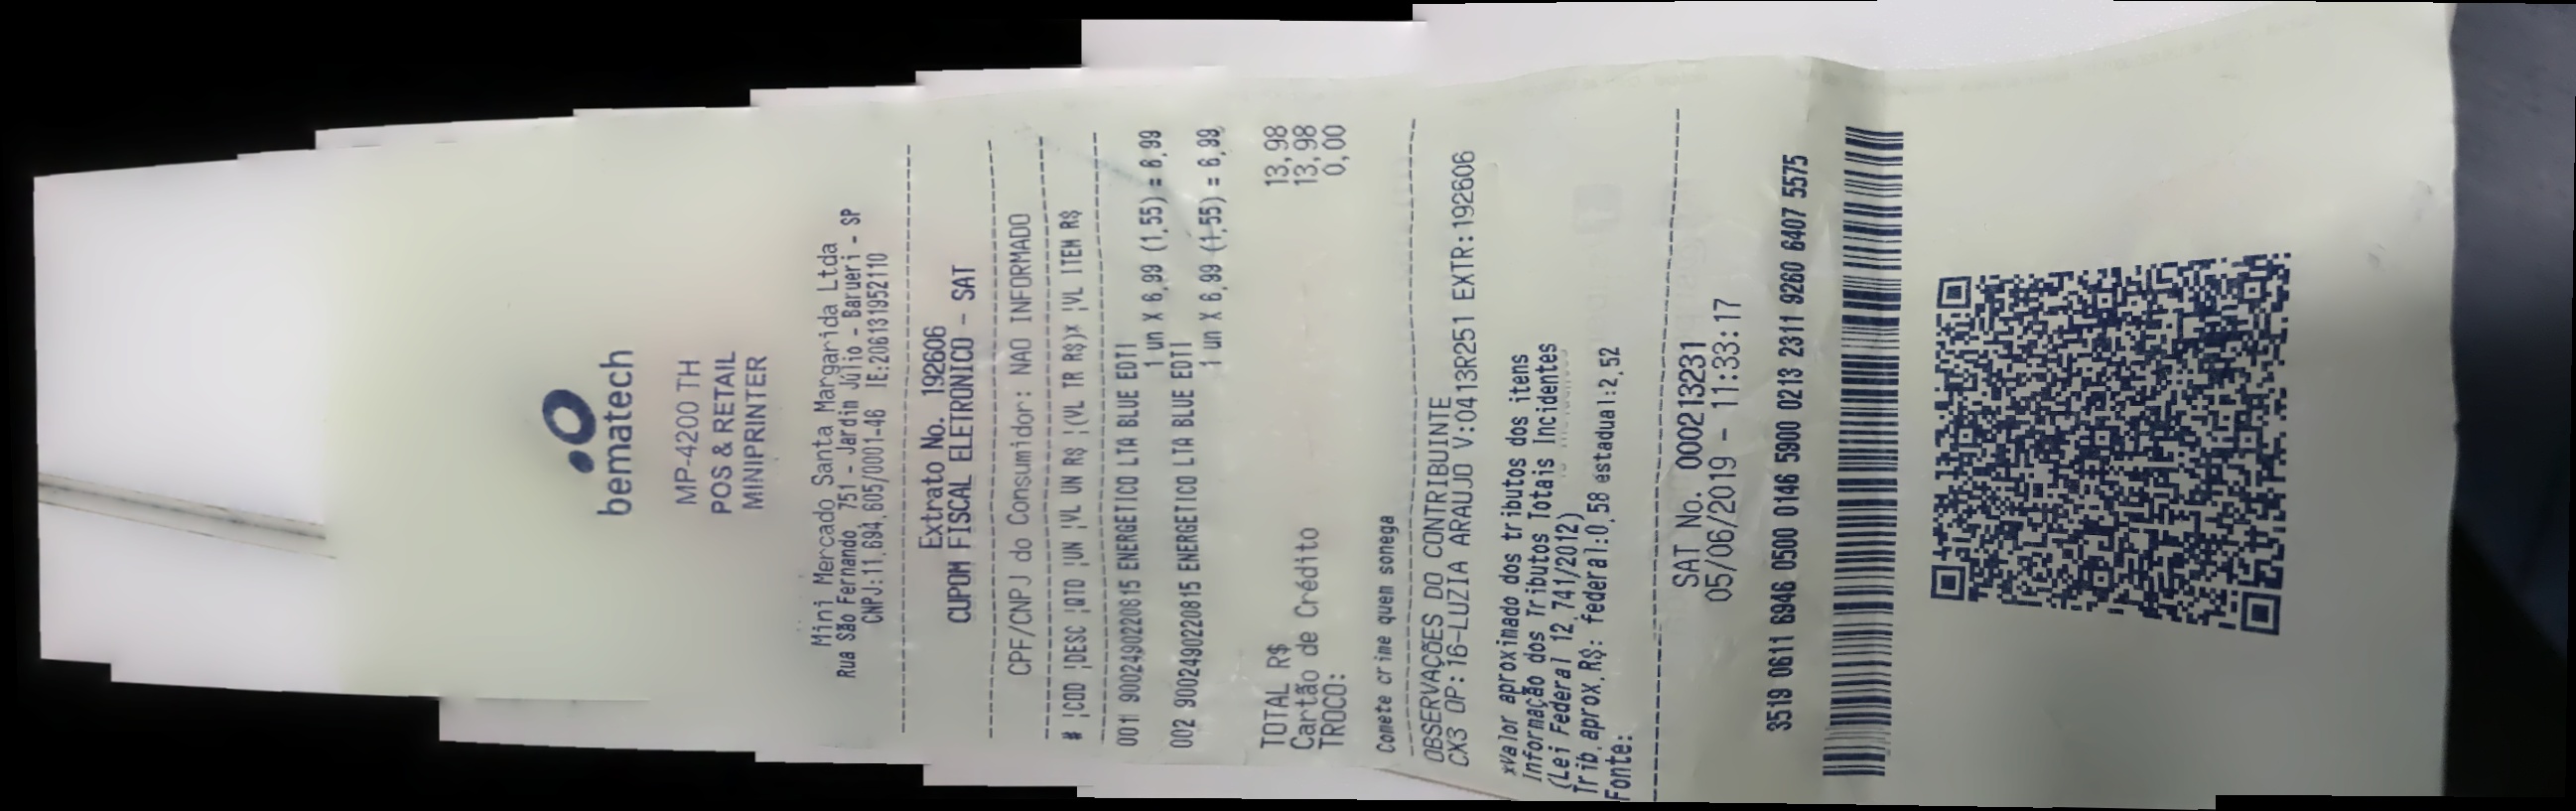 bematech
MP-4200 TH
POS & RETAIL
MINIPRINTER
Mini Mercado Santa Margarida Ltda
Rua São Fernando, 751 - Jardim Júlio - Barueri - SP
CNPJ:11.694.605/0001-46 IE:206131952110
Extrato No. 192606
CUPOM FISCAL ELETRÔNICO - SAT
CPF/CNPJ do Consumidor: NAO INFORMADO
# |COD |DESC |QTD |UN |VL UN R$ |(VL TR R$)* |VL ITEM R$
001 9002490220815 ENERGETICO LTA BLUE EDTI
1 un X 6,99 (1,55) = 6,99
002 9002490220815 ENERGETICO LTA BLUE EDTI
1 un X 6,99 (1,55) = 6,99
TOTAL R$ 13,98
Cartão de Crédito 13,98
TROCO: 0,00
Comete crime quem sonega
OBSERVAÇÕES DO CONTRIBUINTE
CX3 OP:16-LUZIA ARAUJO V:0413R251 EXTR:192606
*Valor aproximado dos tributos dos itens
Informação dos Tributos Totais Incidentes
(Lei Federal 12.741/2012)
Trib.aprox.R$: federal:0,58 estadual:2,52
Fonte:
SAT No. 000213231
05/06/2019 - 11:33:17
3519 0611 6946 0500 0146 5900 0213 2311 9260 6407 5575